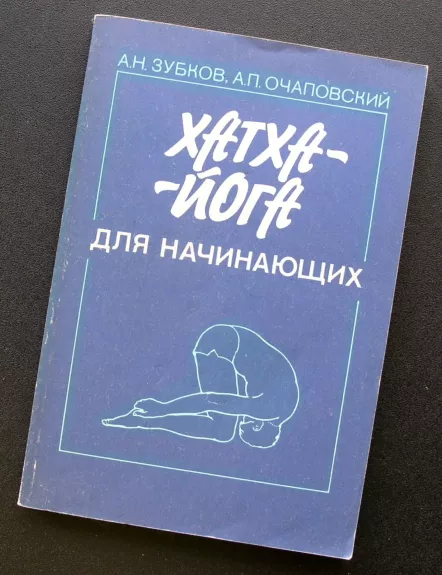 А.Н. ЗУБКОВ, А.П. ОЧАПОВСКИЙ
ХАТХА-
-ЙОГА
ДЛЯ НАЧИНАЮЩИХ